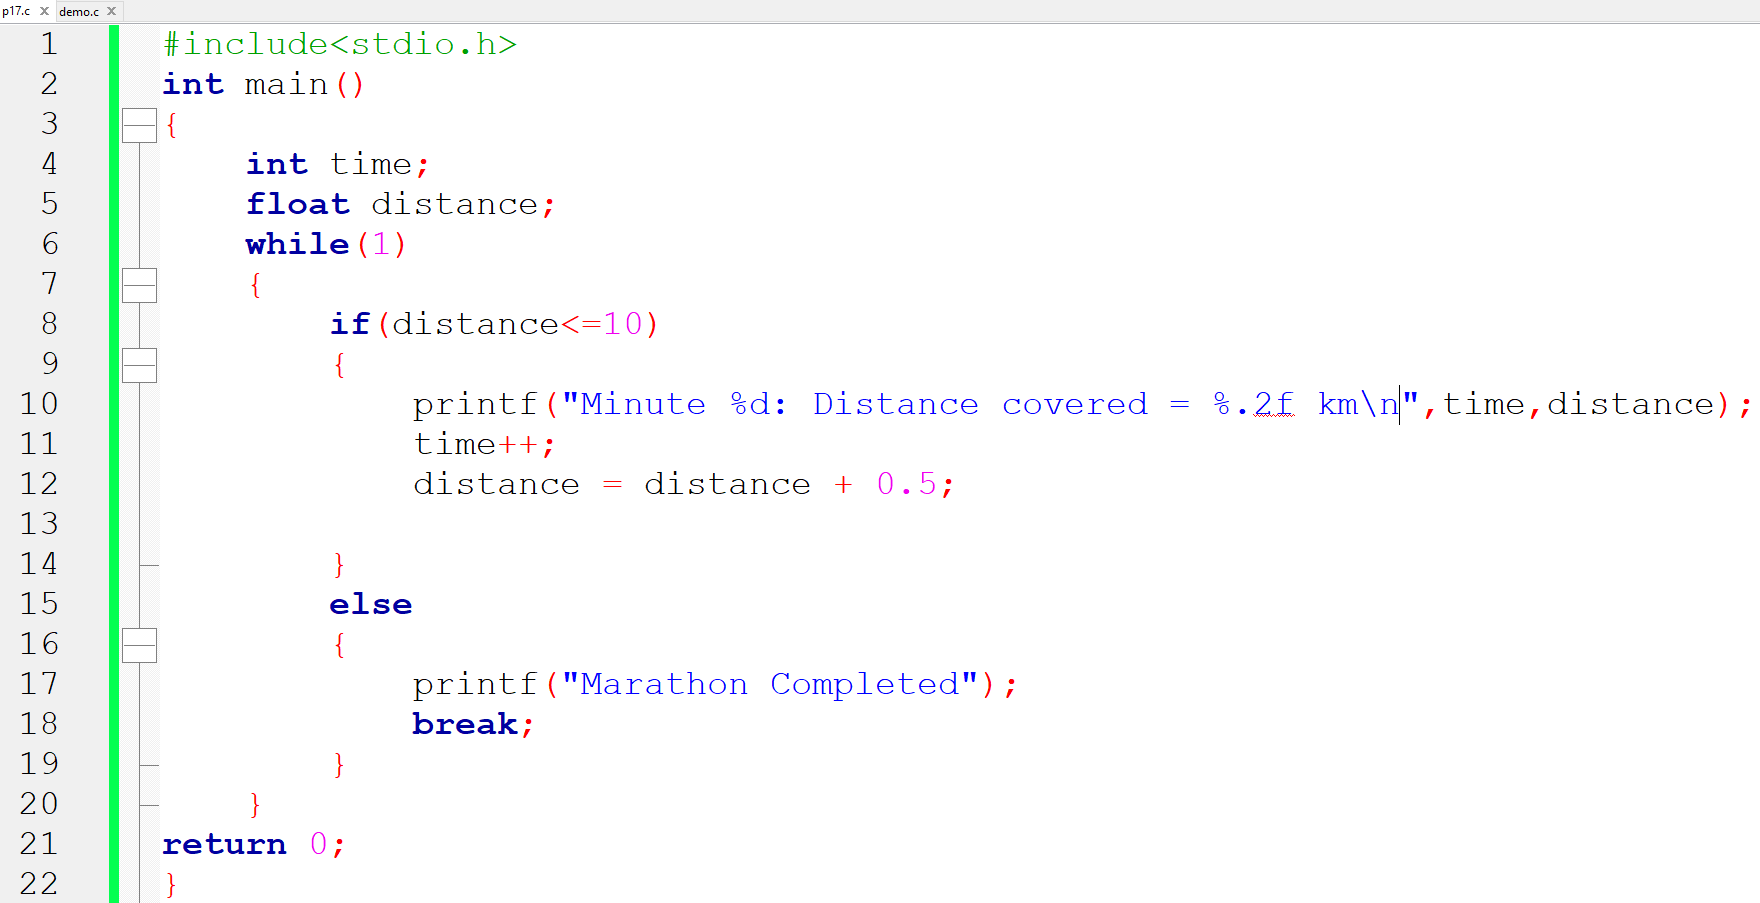 p17.c × demo.c ×
1 #include<stdio.h>
2 int main()
3 {
4 int time;
5 float distance;
6 while(1)
7 {
8 if(distance<=10)
9 {
10 printf("Minute %d: Distance covered = %.2f km\n",time,distance);
11 time++;
12 distance = distance + 0.5;
13
14 }
15 else
16 {
17 printf("Marathon Completed");
18 break;
19 }
20 }
21 return 0;
22 }